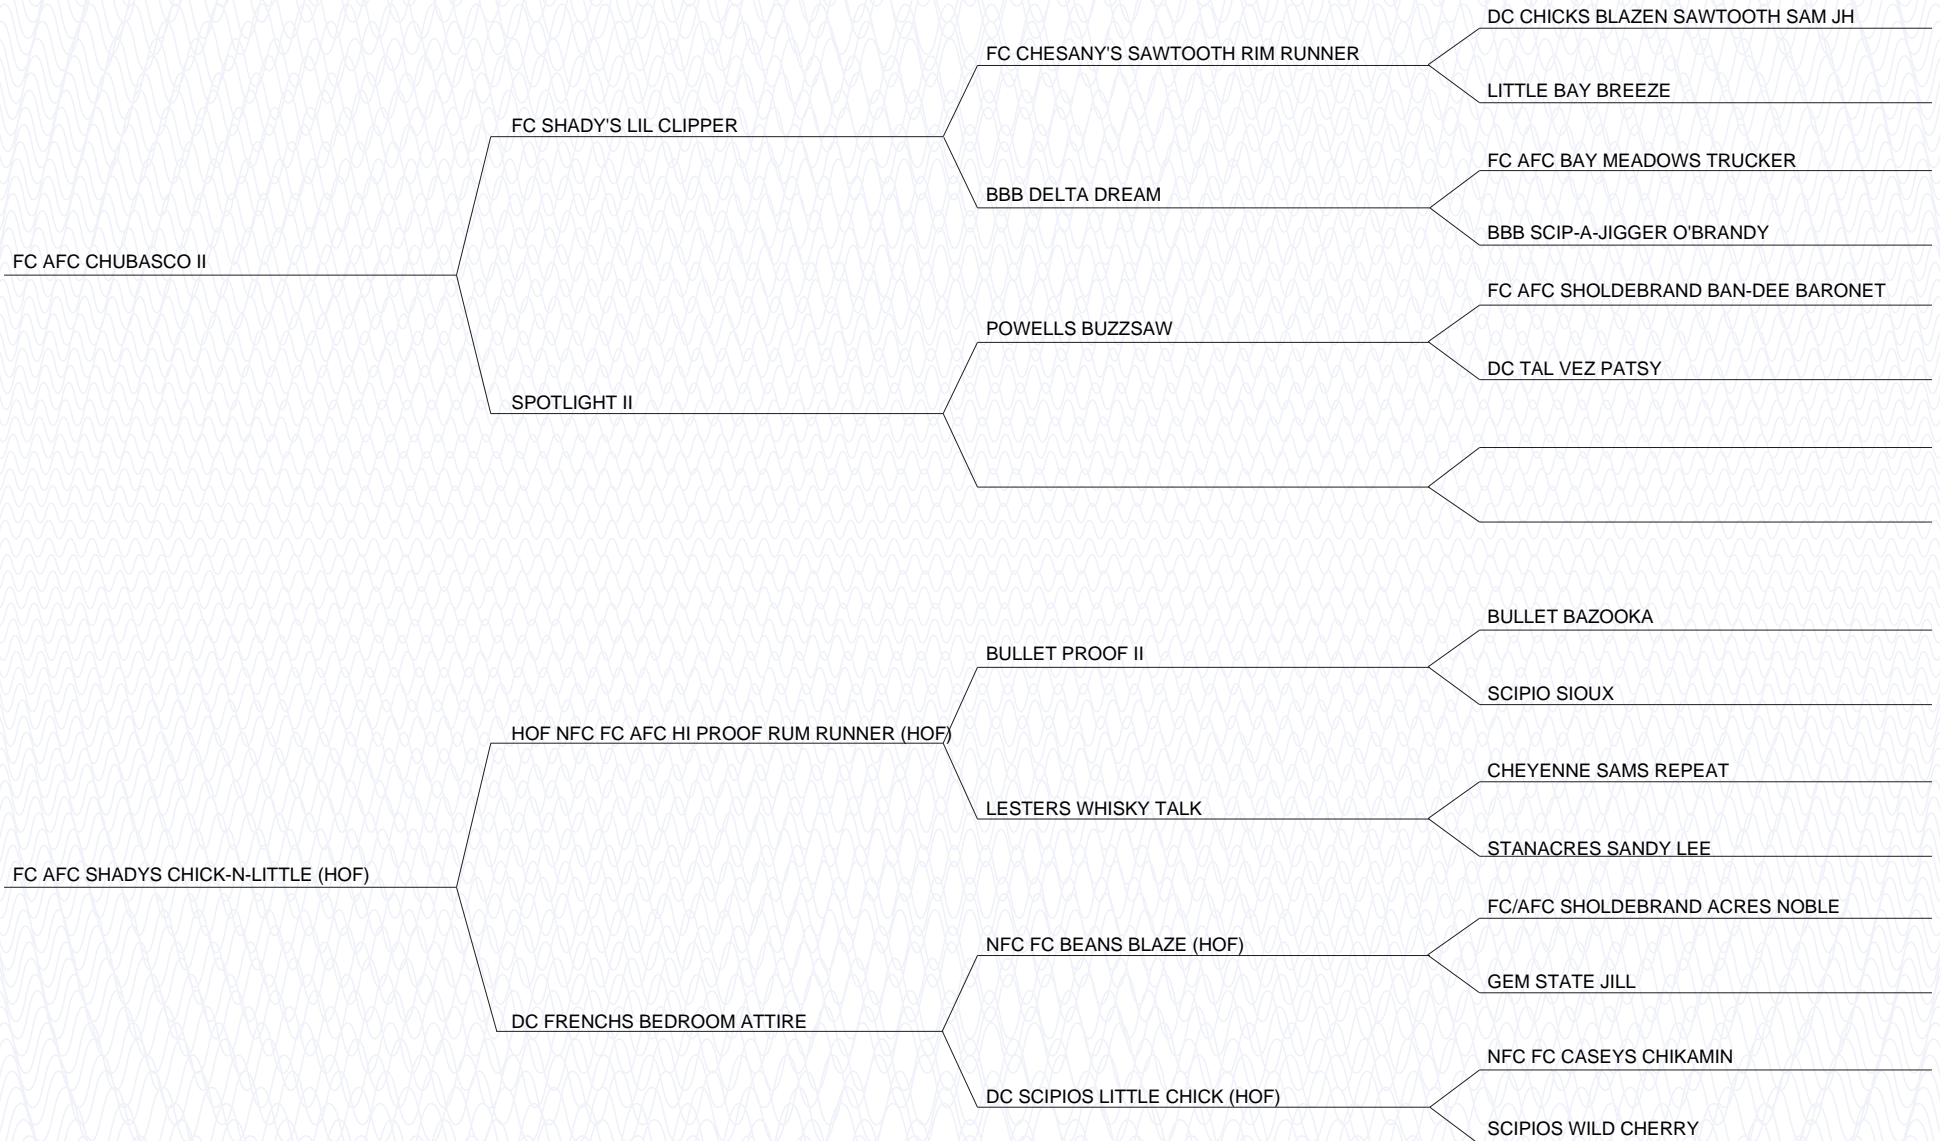 DC CHICKS BLAZEN SAWTOOTH SAM JH
FC CHESANY'S SAWTOOTH RIM RUNNER
LITTLE BAY BREEZE
FC SHADY'S LIL CLIPPER
FC AFC BAY MEADOWS TRUCKER
BBB DELTA DREAM
BBB SCIP-A-JIGGER O'BRANDY
FC AFC CHUBASCO II
FC AFC SHOLDEBRAND BAN-DEE BARONET
POWELLS BUZZSAW
DC TAL VEZ PATSY
SPOTLIGHT II
BULLET BAZOOKA
BULLET PROOF II
SCIPIO SIOUX
HOF NFC FC AFC HI PROOF RUM RUNNER (HOF)
CHEYENNE SAMS REPEAT
LESTERS WHISKY TALK
STANACRES SANDY LEE
FC AFC SHADYS CHICK-N-LITTLE (HOF)
FC/AFC SHOLDEBRAND ACRES NOBLE
NFC FC BEANS BLAZE (HOF)
GEM STATE JILL
DC FRENCHS BEDROOM ATTIRE
NFC FC CASEYS CHIKAMIN
DC SCIPIOS LITTLE CHICK (HOF)
SCIPIOS WILD CHERRY